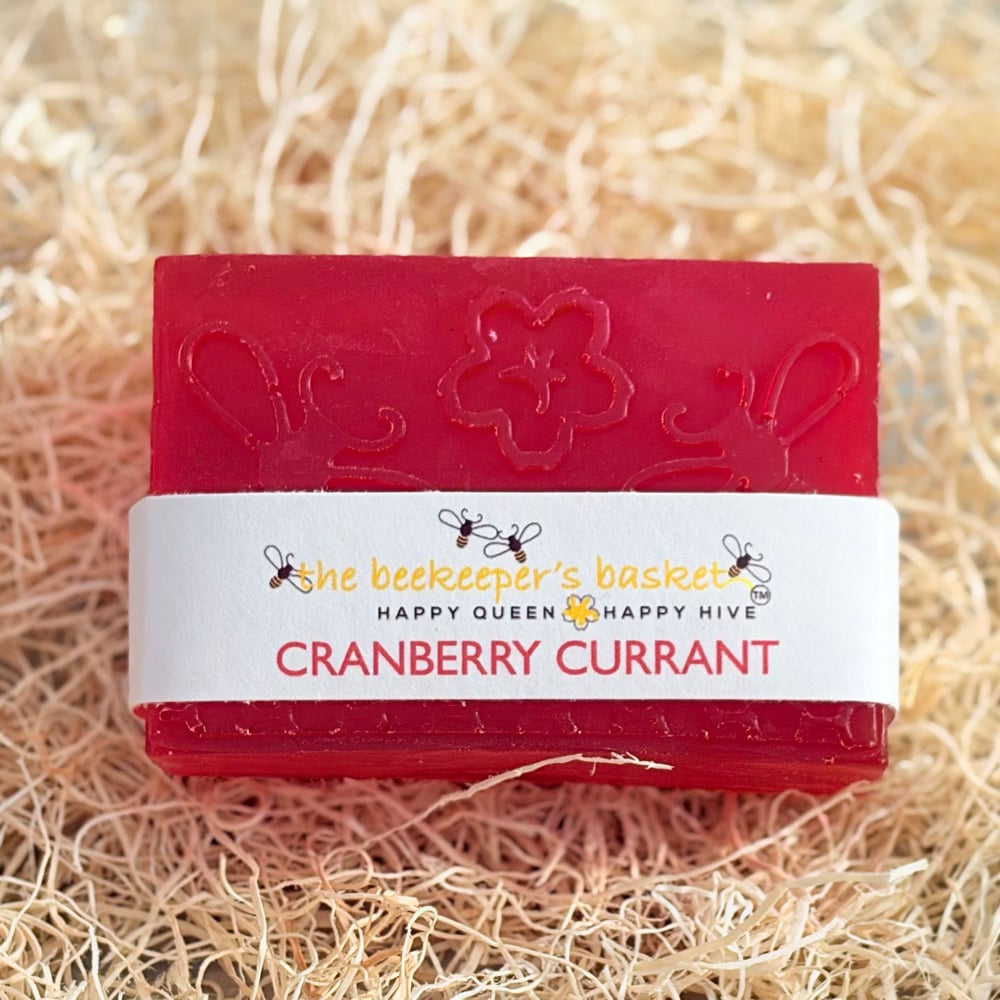 the beekeeper's basket TM
HAPPY QUEEN HAPPY HIVE
CRANBERRY CURRANT